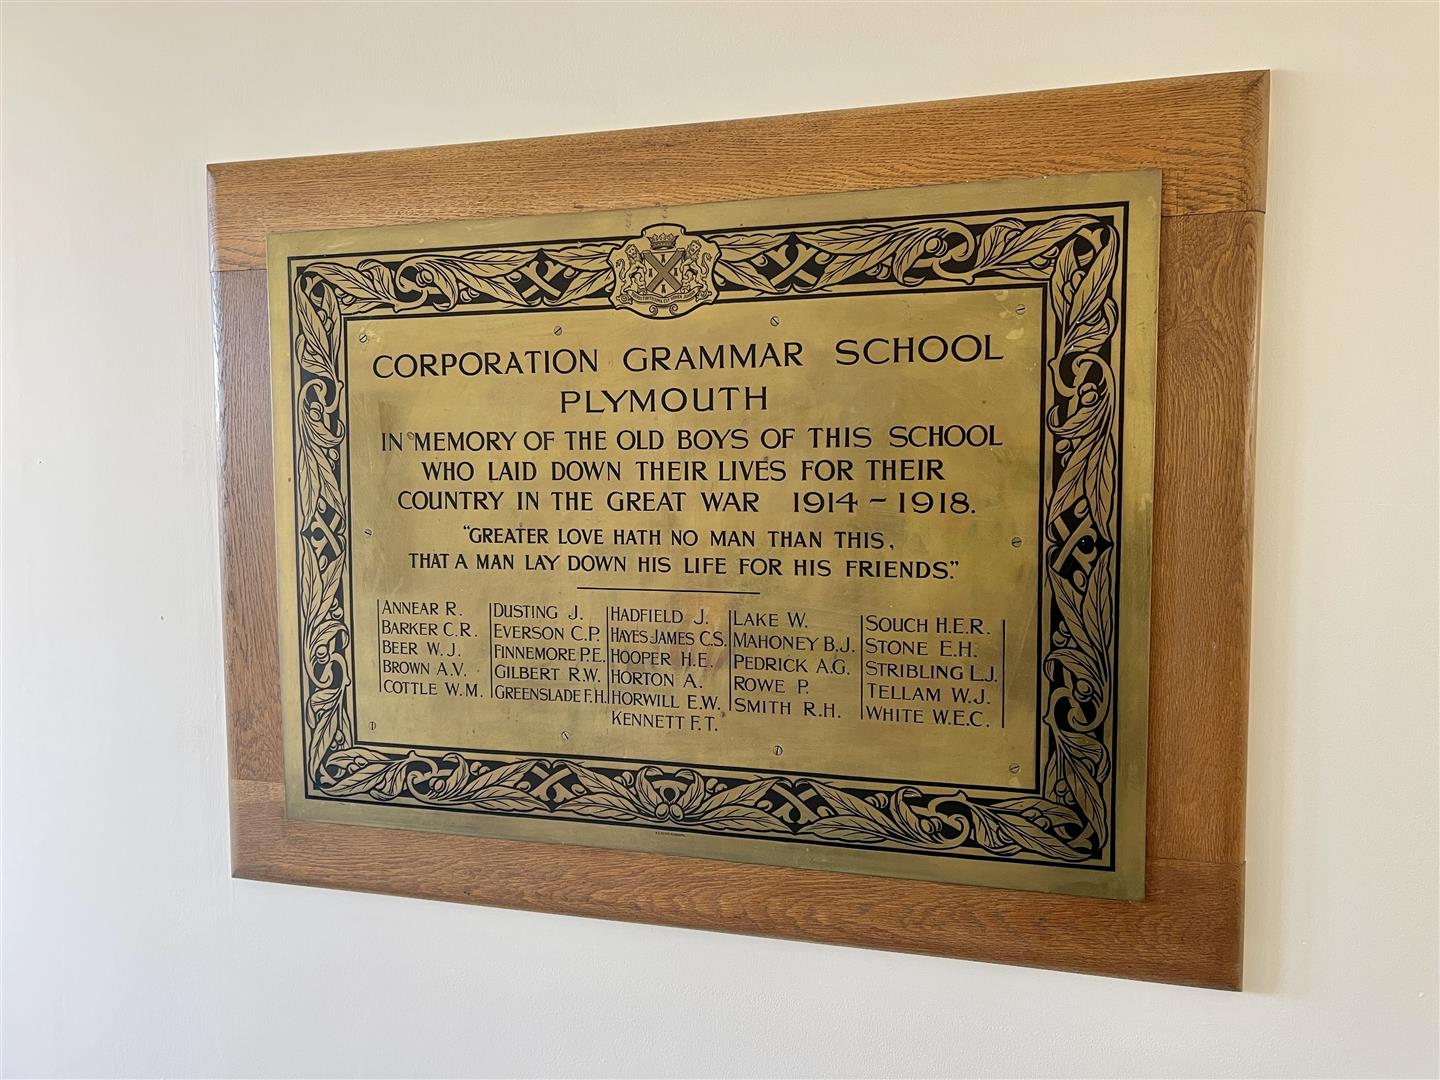 CORPORATION GRAMMAR SCHOOL
PLYMOUTH
IN MEMORY OF THE OLD BOYS OF THIS SCHOOL
WHO LAID DOWN THEIR LIVES FOR THEIR
COUNTRY IN THE GREAT WAR 1914 - 1918.
"GREATER LOVE HATH NO MAN THAN THIS,
THAT A MAN LAY DOWN HIS LIFE FOR HIS FRIENDS."
ANNEAR R.
BARKER C.R.
BEER W.J.
BROWN A.V.
COTTLE W.M.
DUSTING J.
EVERSON C.P.
FINNEMORE P.E.
GILBERT R.W.
GREENSLADE F.H.
HADFIELD J.
HAYES JAMES C.S.
HOOPER H.E.
HORTON A.
HORWILL E.W.
KENNETT F.T.
LAKE W.
MAHONEY B.J.
PEDRICK A.G.
ROWE P.
SMITH R.H.
SOUCH H.E.R.
STONE E.H.
STRIBLING L.J.
TELLAM W.J.
WHITE W.E.C.